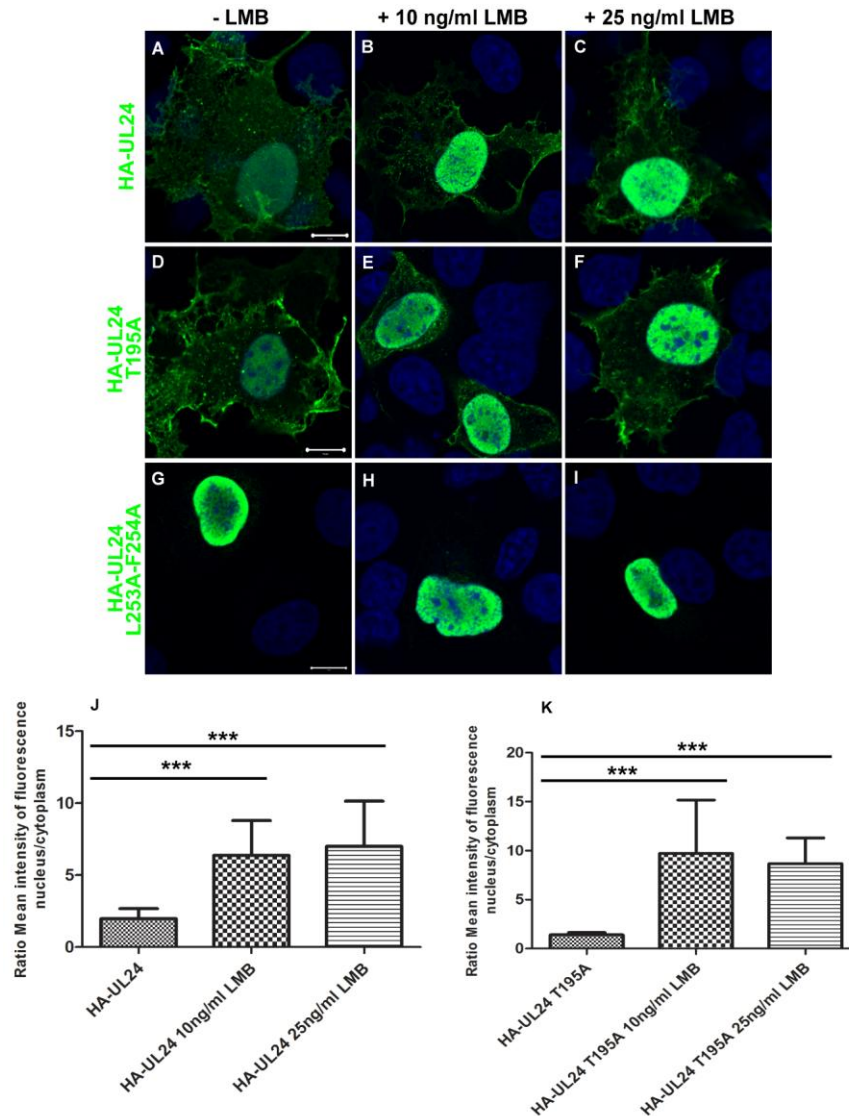 - LMB
+ 10 ng/ml LMB
+ 25 ng/ml LMB
HA-UL24
A
B
C
HA-UL24
T195A
D
E
F
HA-UL24
L253A-F254A
G
H
I
J
Ratio Mean intensity of fluorescence
nucleus/cytoplasm
15
10
5
0
***
***
HA-UL24
HA-UL24 10ng/ml LMB
HA-UL24 25ng/ml LMB
K
Ratio Mean intensity of fluorescence
nucleus/cytoplasm
20
15
10
5
0
***
***
HA-UL24 T195A
HA-UL24 T195A 10ng/ml LMB
HA-UL24 T195A 25ng/ml LMB